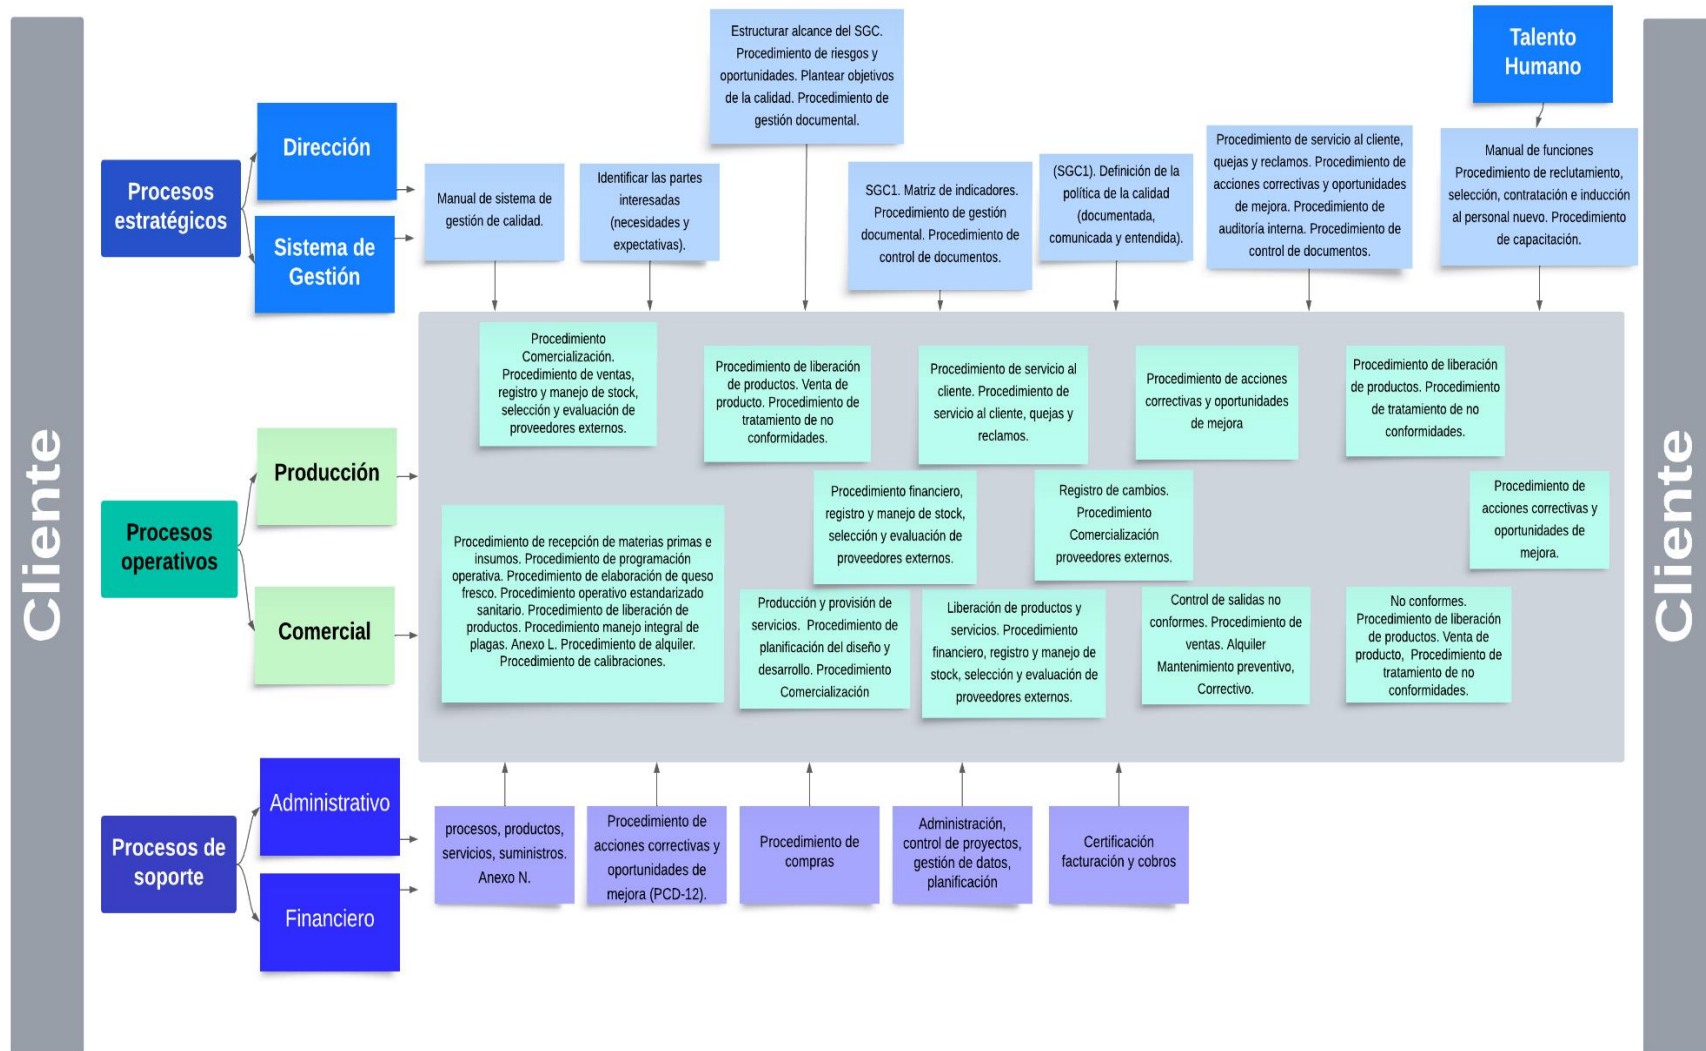 Cliente
Estructurar alcance del SGC.
Procedimiento de riesgos y
oportunidades. Plantear objetivos
de la calidad. Procedimiento de
gestión documental.
Talento
Humano
Procesos
estratégicos
Dirección
Sistema de
Gestión
Manual de sistema de
gestión de calidad.
Identificar las partes
interesadas
(necesidades y
expectativas).
SGC1. Matriz de indicadores.
Procedimiento de gestión
documental. Procedimiento de
control de documentos.
(SGC1). Definición de la
política de la calidad
(documentada,
comunicada y entendida).
Procedimiento de servicio al cliente,
quejas y reclamos. Procedimiento de
acciones correctivas y oportunidades
de mejora. Procedimiento de
auditoría interna. Procedimiento de
control de documentos.
Manual de funciones
Procedimiento de reclutamiento,
selección, contratación e inducción
al personal nuevo. Procedimiento
de capacitación.
Procesos
operativos
Producción
Comercial
Procedimiento
Comercialización.
Procedimiento de ventas,
registro y manejo de stock,
selección y evaluación de
proveedores externos.
Procedimiento de liberación
de productos. Venta de
producto. Procedimiento de
tratamiento de no
conformidades.
Procedimiento de servicio al
cliente. Procedimiento de
servicio al cliente, quejas y
reclamos.
Procedimiento de acciones
correctivas y oportunidades
de mejora
Procedimiento de liberación
de productos. Procedimiento
de tratamiento de no
conformidades.
Procedimiento financiero,
registro y manejo de stock,
selección y evaluación de
proveedores externos.
Registro de cambios.
Procedimiento
Comercialización
proveedores externos.
Procedimiento de
acciones correctivas y
oportunidades de
mejora.
Procedimiento de recepción de materias primas e
insumos. Procedimiento de programación
operativa. Procedimiento de elaboración de queso
fresco. Procedimiento operativo estandarizado
sanitario. Procedimiento de liberación de
productos. Procedimiento manejo integral de
plagas. Anexo L. Procedimiento de alquiler.
Procedimiento de calibraciones.
Producción y provisión de
servicios. Procedimiento de
planificación del diseño y
desarrollo. Procedimiento
Comercialización
Liberación de productos y
servicios. Procedimiento
financiero, registro y manejo de
stock, selección y evaluación de
proveedores externos.
Control de salidas no
conformes. Procedimiento de
ventas. Alquiler
Mantenimiento preventivo,
Correctivo.
No conformes.
Procedimiento de liberación
de productos. Venta de
producto, Procedimiento de
tratamiento de no
conformidades.
Procesos de
soporte
Administrativo
Financiero
procesos, productos,
servicios, suministros.
Anexo N.
Procedimiento de
acciones correctivas y
oportunidades de
mejora (PCD-12).
Procedimiento de
compras
Administración,
control de proyectos,
gestión de datos,
planificación
Certificación
facturación y cobros
Cliente